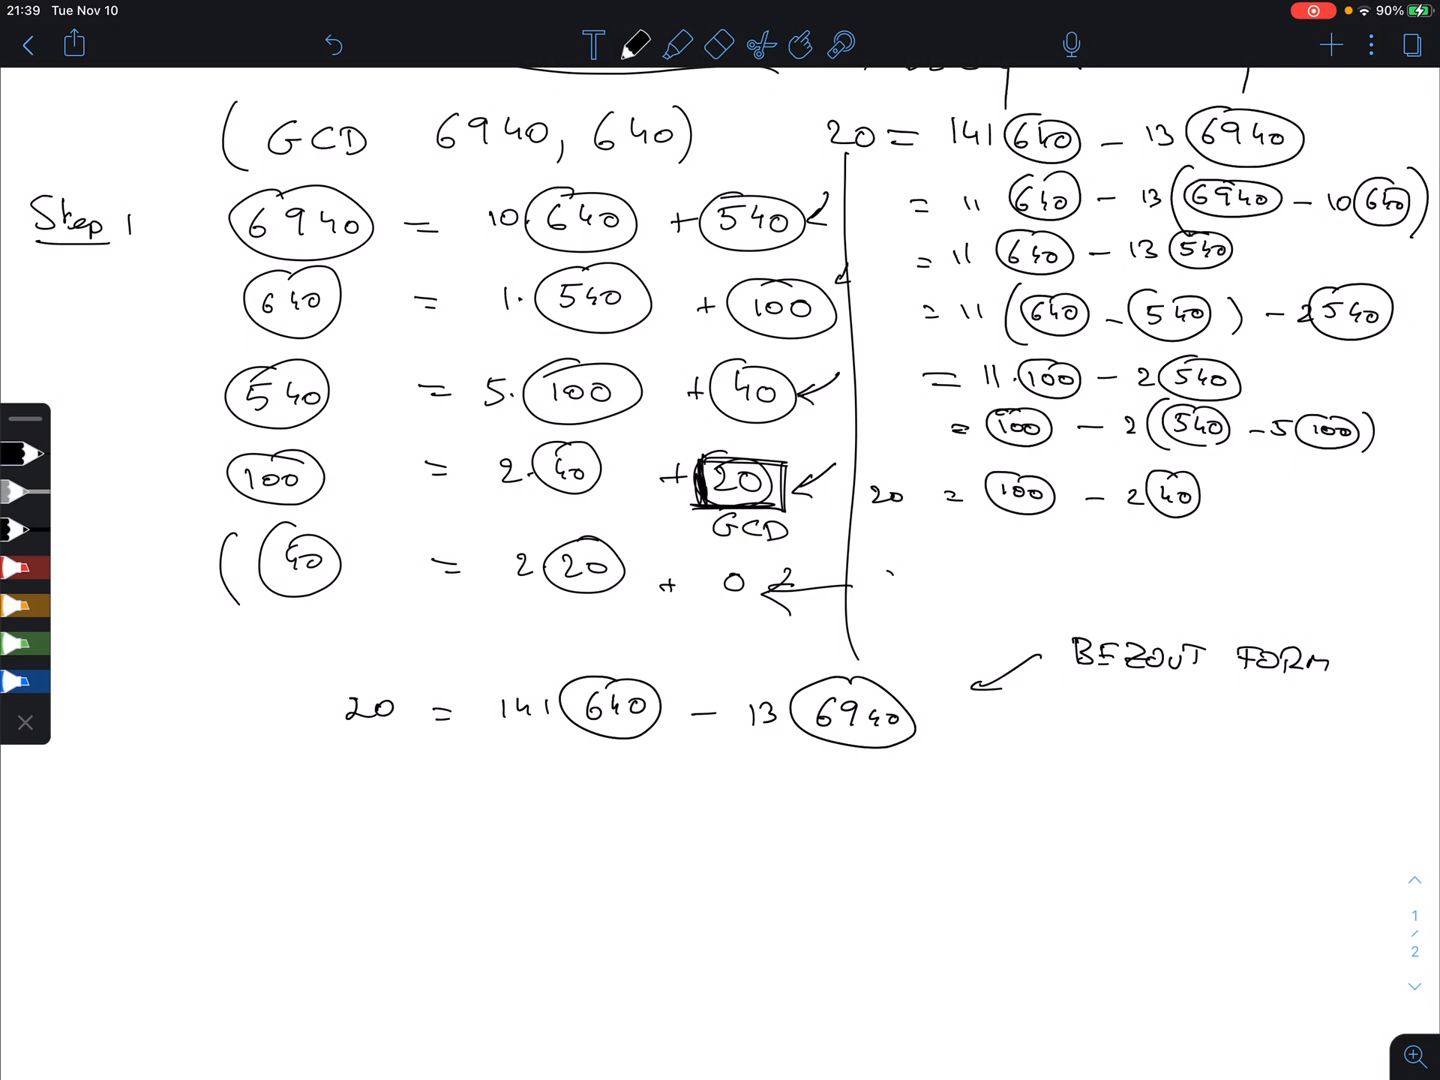 21:39 Tue Nov 10
90%
(GCD 6940, 640)
Step 1
6940 = 10.640 + 540
640 = 1.540 + 100
540 = 5.100 + 40
100 = 2.40 + 20
GCD
(40 = 2.20 + 0
20 = 141 640 - 13 6940
= 11 640 - 13(6940 - 10 640)
= 11 640 - 13 540
= 11 (640 - 540) - 2 540
= 11.100 - 2 540
= 100 - 2(540 - 5 100)
20 = 100 - 2 40
BEZOUT FORM
20 = 141 640 - 13 6940
1
/
2